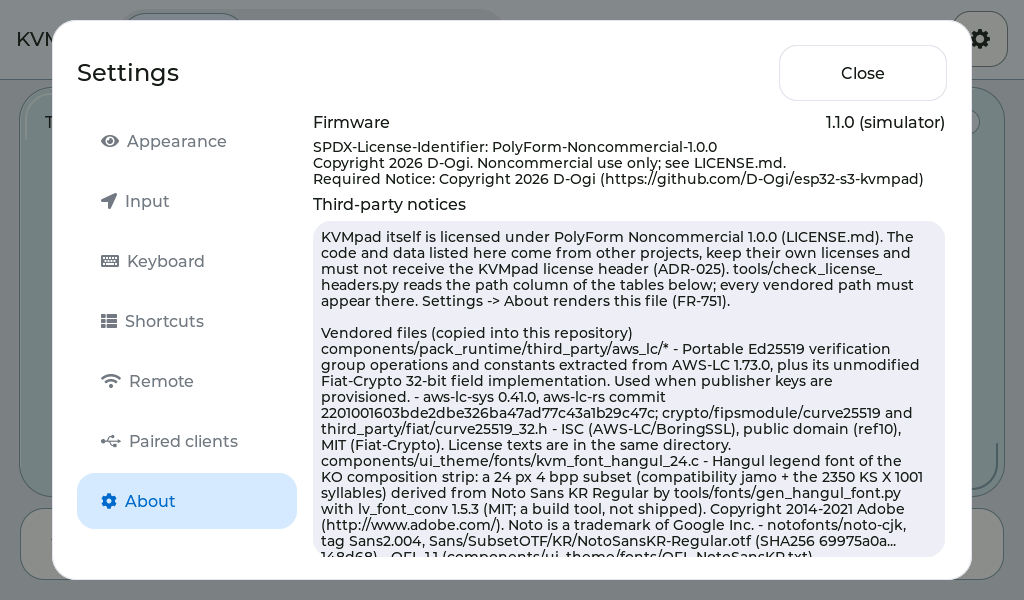 KVM
Settings
Close
Appearance
Input
Keyboard
Shortcuts
Remote
Paired clients
About
Firmware
1.1.0 (simulator)
SPDX-License-Identifier: PolyForm-Noncommercial-1.0.0
Copyright 2026 D-Ogi. Noncommercial use only; see LICENSE.md.
Required Notice: Copyright 2026 D-Ogi (https://github.com/D-Ogi/esp32-s3-kvmpad)
Third-party notices
KVMpad itself is licensed under PolyForm Noncommercial 1.0.0 (LICENSE.md). The
code and data listed here come from other projects, keep their own licenses and
must not receive the KVMpad license header (ADR-025). tools/check_license_
headers.py reads the path column of the tables below; every vendored path must
appear there. Settings -> About renders this file (FR-751).
Vendored files (copied into this repository)
components/pack_runtime/third_party/aws_lc/* - Portable Ed25519 verification
group operations and constants extracted from AWS-LC 1.73.0, plus its unmodified
Fiat-Crypto 32-bit field implementation. Used when publisher keys are
provisioned. - aws-lc-sys 0.41.0, aws-lc-rs commit
2201001603bde2dbe326ba47ad77c43a1b29c47c; crypto/fipsmodule/curve25519 and
third_party/fiat/curve25519_32.h - ISC (AWS-LC/BoringSSL), public domain (ref10),
MIT (Fiat-Crypto). License texts are in the same directory.
components/ui_theme/fonts/kvm_font_hangul_24.c - Hangul legend font of the
KO composition strip: a 24 px 4 bpp subset (compatibility jamo + the 2350 KS X 1001
syllables) derived from Noto Sans KR Regular by tools/fonts/gen_hangul_font.py
with lv_font_conv 1.5.3 (MIT; a build tool, not shipped). Copyright 2014-2021 Adobe
(http://www.adobe.com/). Noto is a trademark of Google Inc. - notofonts/noto-cjk,
tag Sans2.004, Sans/SubsetOTF/KR/NotoSansKR-Regular.otf (SHA256 69975a0a...
148d68) - OFL 1.1 (components/ui_theme/fonts/OFL-NotoSansKR.txt)